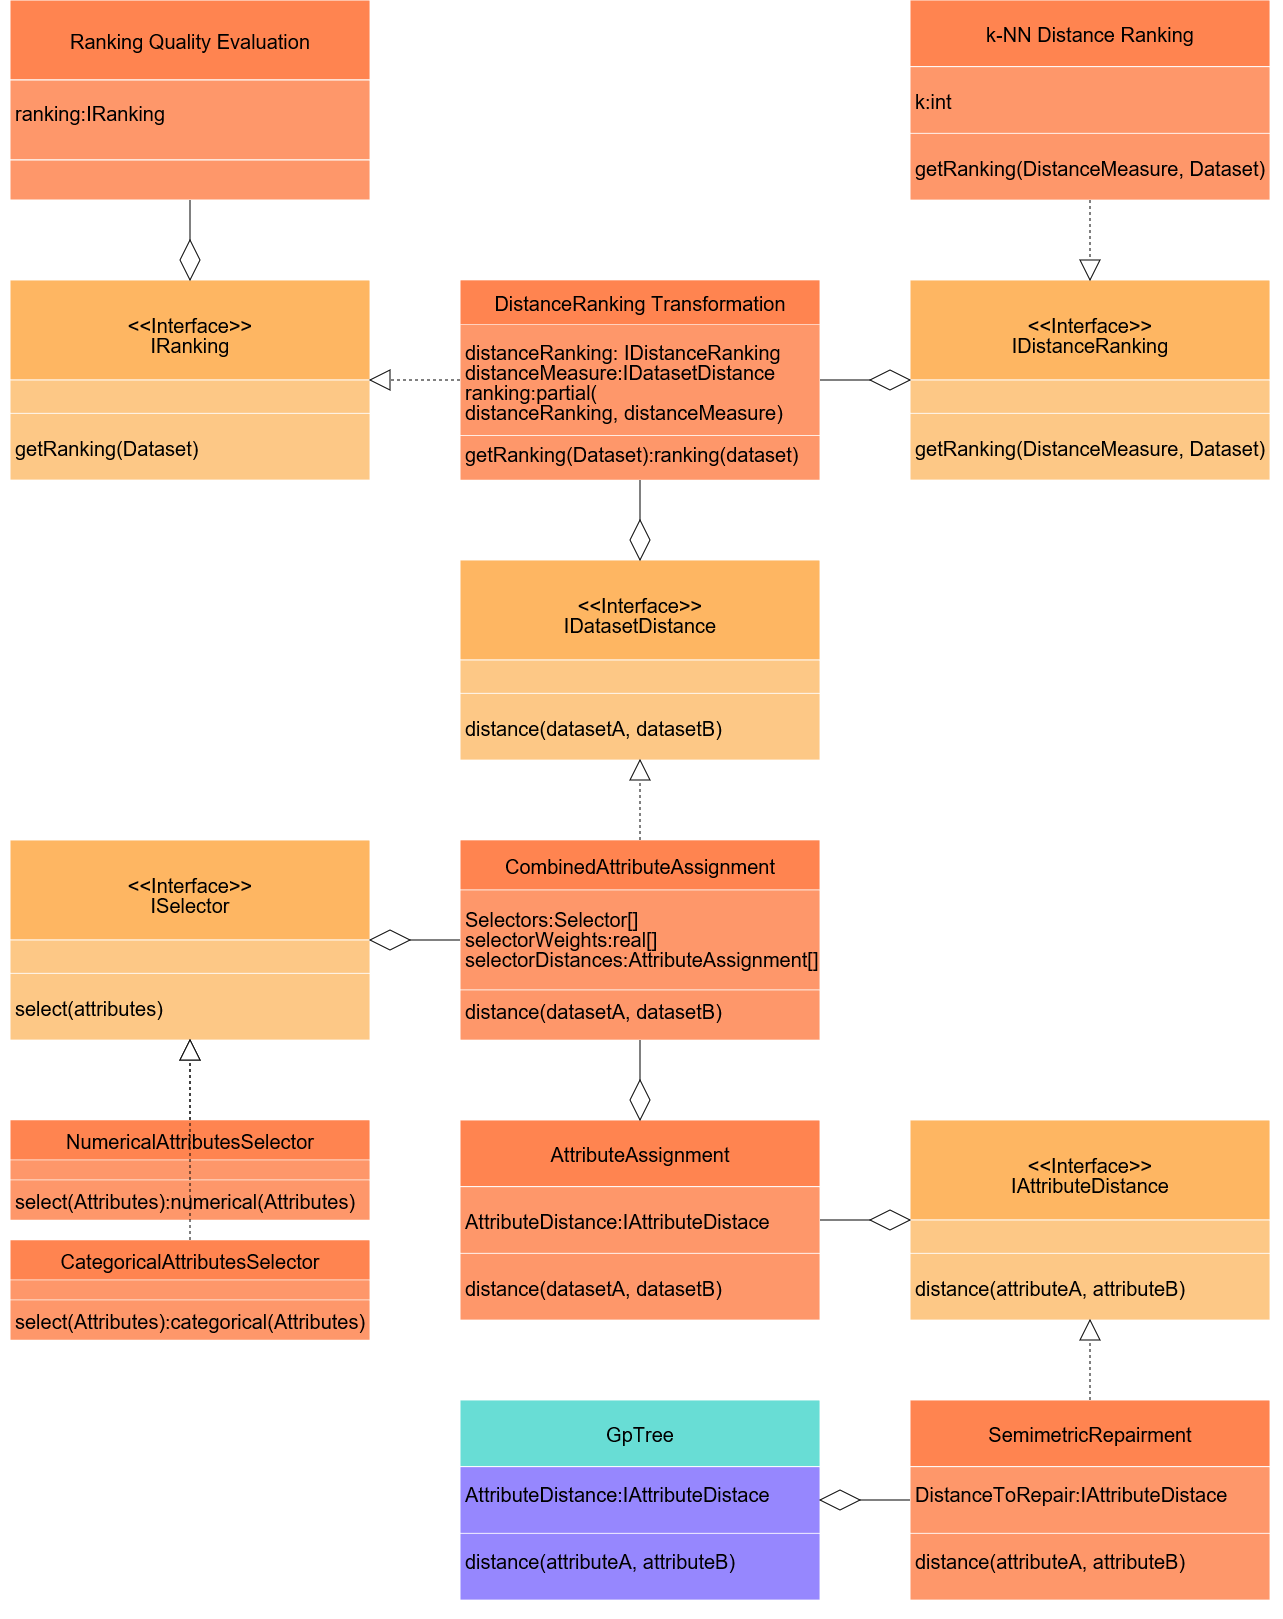 Ranking Quality Evaluation
ranking:IRanking
k-NN Distance Ranking
k:int
getRanking(DistanceMeasure, Dataset)
<<Interface>>
IRanking
getRanking(Dataset)
DistanceRanking Transformation
distanceRanking: IDistanceRanking
distanceMeasure:IDatasetDistance
ranking:partial(
distanceRanking, distanceMeasure)
getRanking(Dataset):ranking(dataset)
<<Interface>>
IDistanceRanking
getRanking(DistanceMeasure, Dataset)
<<Interface>>
IDatasetDistance
distance(datasetA, datasetB)
<<Interface>>
ISelector
select(attributes)
CombinedAttributeAssignment
Selectors:Selector[]
selectorWeights:real[]
selectorDistances:AttributeAssignment[]
distance(datasetA, datasetB)
NumericalAttributesSelector
select(Attributes):numerical(Attributes)
CategoricalAttributesSelector
select(Attributes):categorical(Attributes)
AttributeAssignment
AttributeDistance:IAttributeDistace
distance(datasetA, datasetB)
<<Interface>>
IAttributeDistance
distance(attributeA, attributeB)
GpTree
AttributeDistance:IAttributeDistace
distance(attributeA, attributeB)
SemimetricRepairment
DistanceToRepair:IAttributeDistace
distance(attributeA, attributeB)